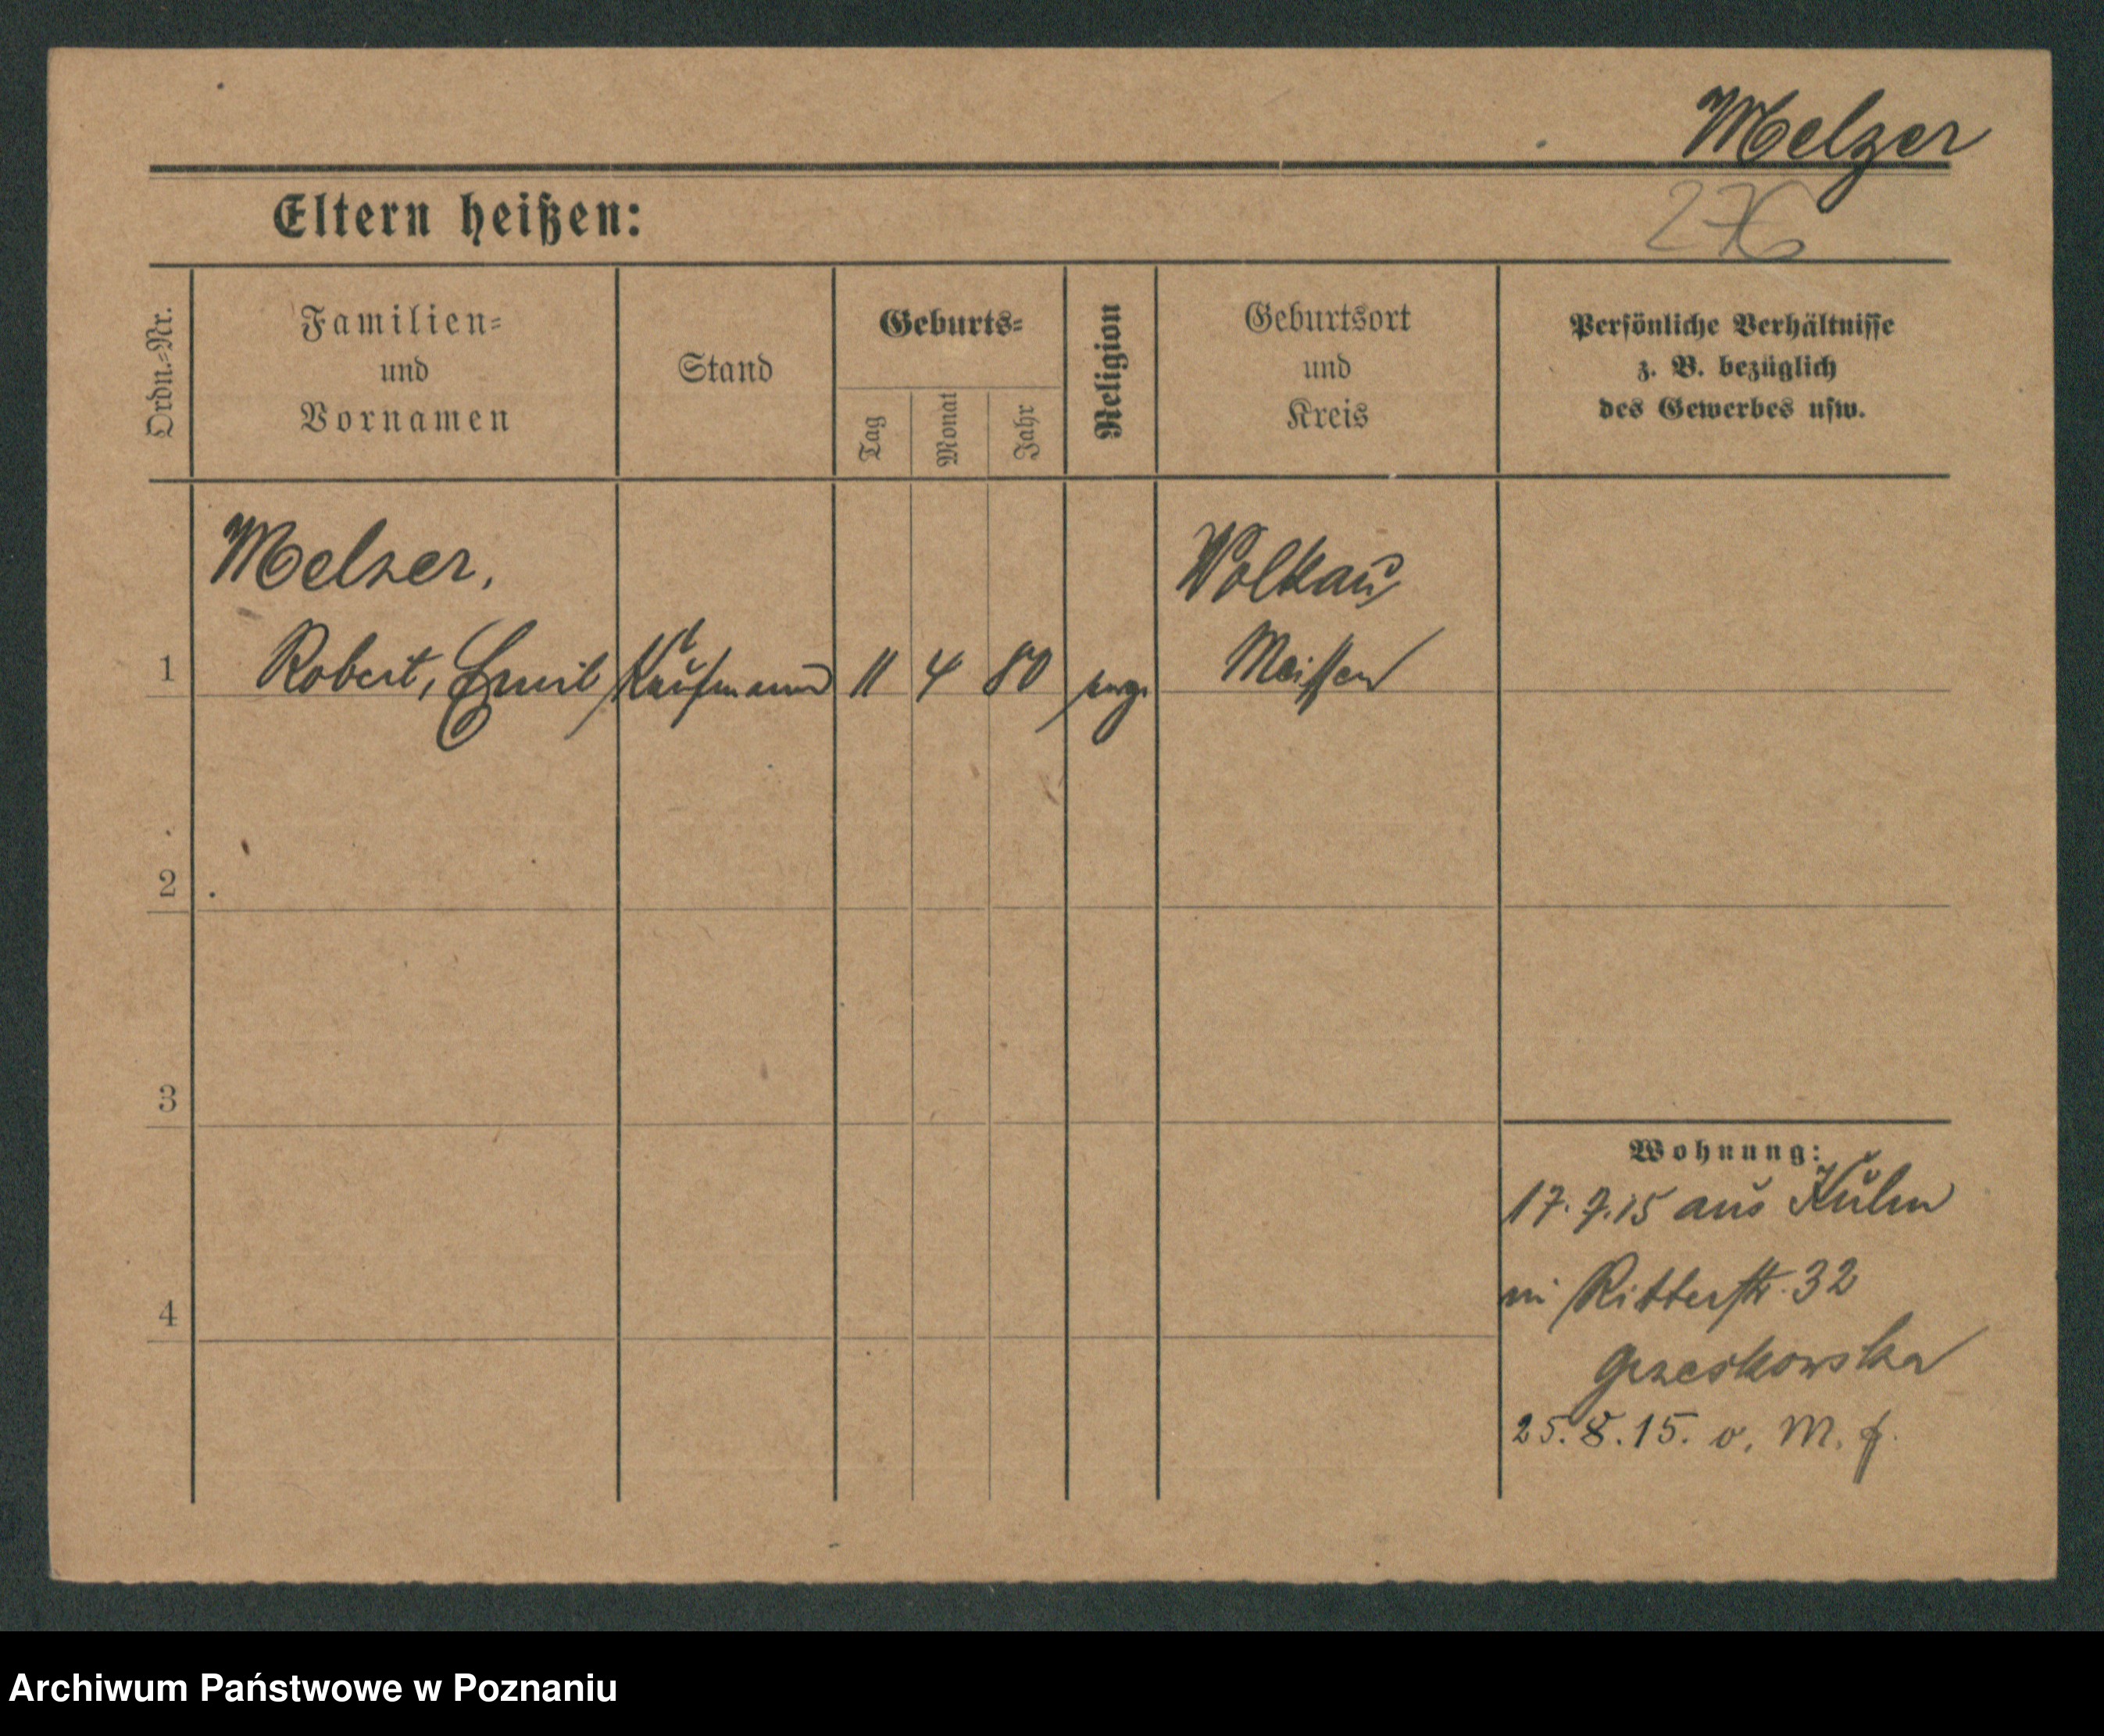 Melzer
276
Eltern heißen:
Ordn.-Nr.
Familien-
und
Vornamen
Stand
Geburts-
Tag
Monat
Jahr
Religion
Geburtsort
und
Kreis
Persönliche Verhältnisse
z. B. bezüglich
des Gewerbes usw.
Melzer,
Wolkau
1 Robert, Emil Kaufmann 11 4 80 evgl. Meissen
2
3
4
Wohnung:
17.7.15 aus Kulm
in Ritterstr. 32
Grzeskowska
25.8.15. v. M.
Archiwum Państwowe w Poznaniu